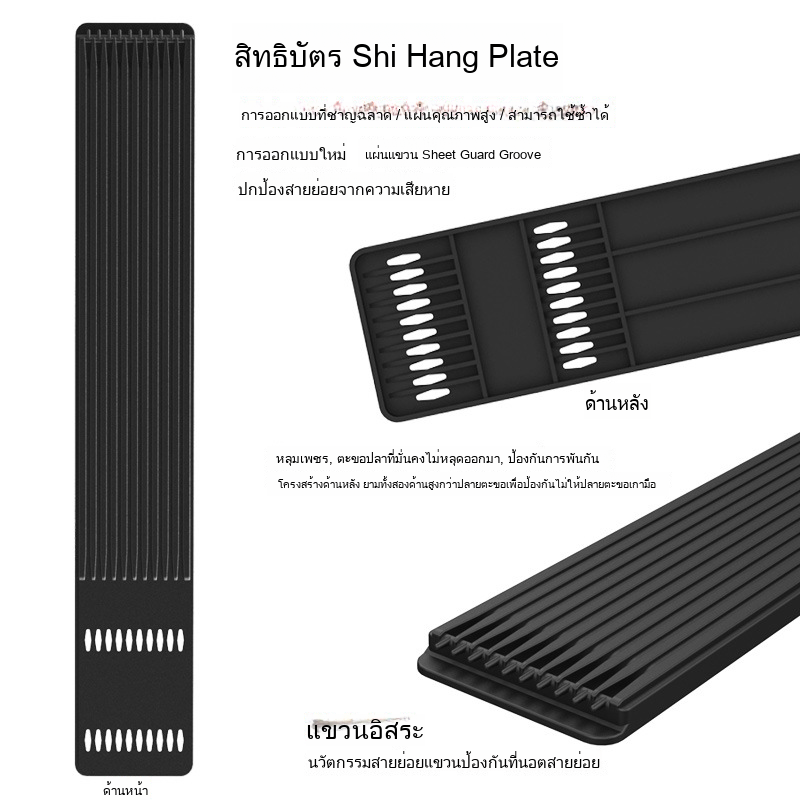 สิทธิบัตร Shi Hang Plate
การออกแบบที่ชาญฉลาด / แผ่นคุณภาพสูง / สามารถใช้ซ้ำได้
การออกแบบใหม่ แผ่นแขวน Sheet Guard Groove
ปกป้องสายย่อยจากความเสียหาย
ด้านหลัง
หลุมเพชร, ตะขอปลาที่มั่นคงไม่หลุดออกมา, ป้องกันการพันกัน
โครงสร้างด้านหลัง ยามทั้งสองด้านสูงกว่าปลายตะขอเพื่อป้องกันไม่ให้ปลายตะขอเกามือ
แขวนอิสระ
นวัตกรรมสายย่อยแขวนป้องกันที่นอตสายย่อย
ด้านหน้า